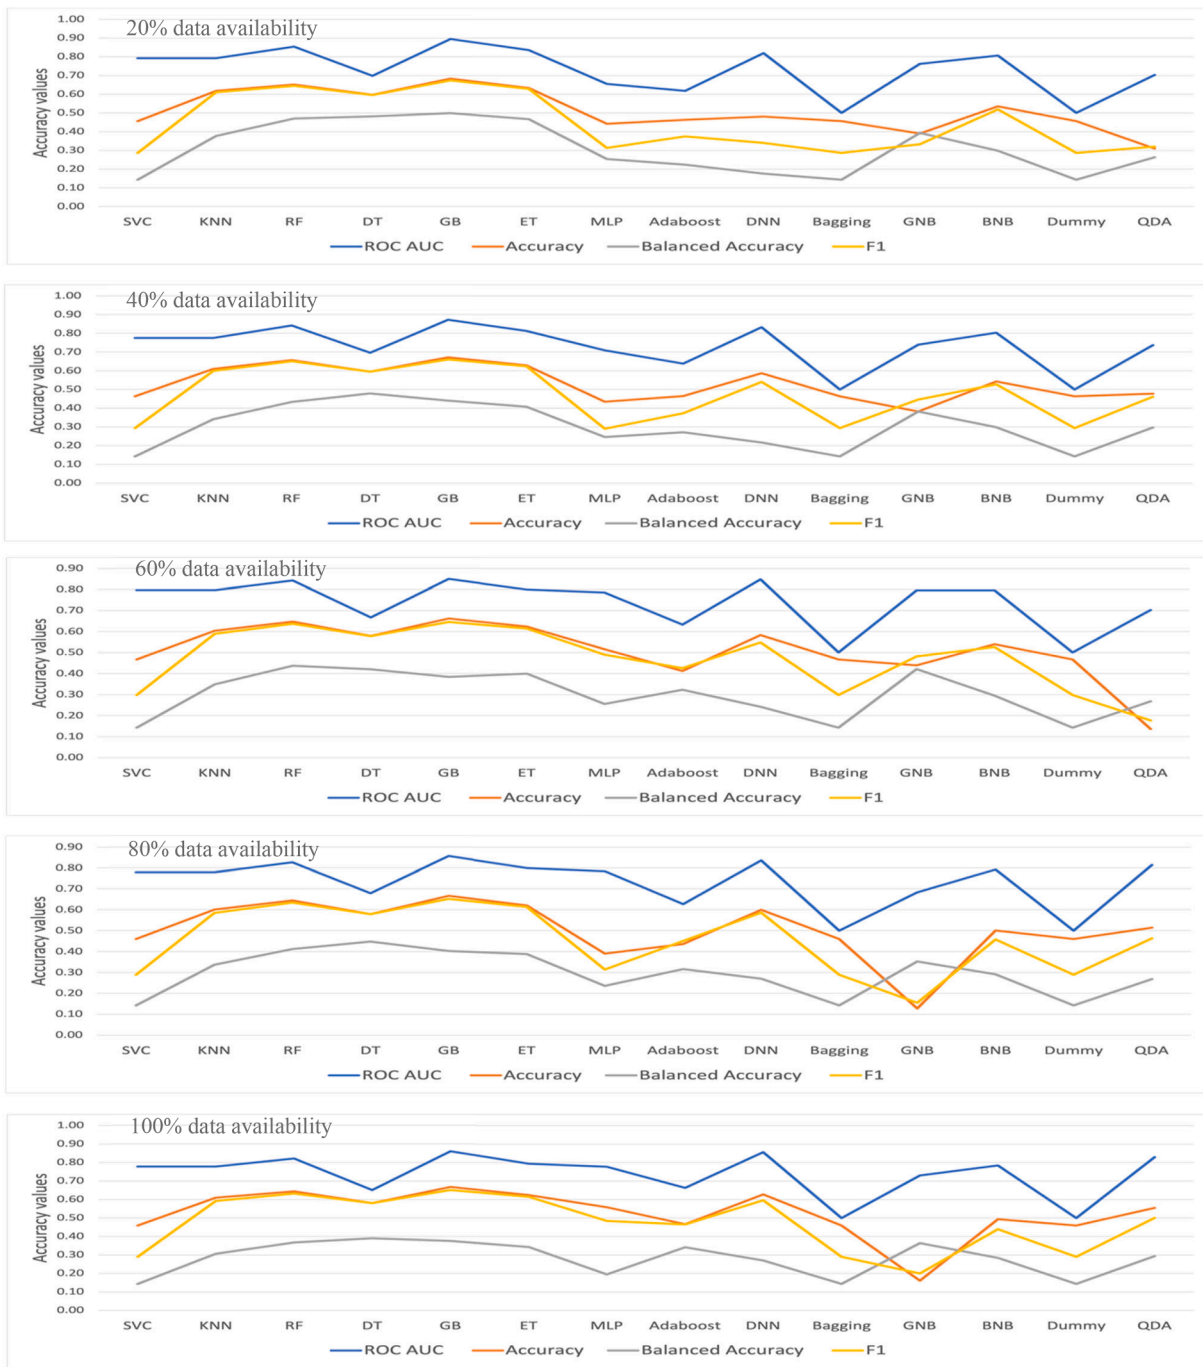 20% data availability
Accuracy values
1.00
0.90
0.80
0.70
0.60
0.50
0.40
0.30
0.20
0.10
0.00
SVC KNN RF DT GB ET MLP Adaboost DNN Bagging GNB BNB Dummy QDA
ROC AUC Accuracy Balanced Accuracy F1
40% data availability
Accuracy values
1.00
0.90
0.80
0.70
0.60
0.50
0.40
0.30
0.20
0.10
0.00
SVC KNN RF DT GB ET MLP Adaboost DNN Bagging GNB BNB Dummy QDA
ROC AUC Accuracy Balanced Accuracy F1
60% data availability
Accuracy values
0.90
0.80
0.70
0.60
0.50
0.40
0.30
0.20
0.10
0.00
SVC KNN RF DT GB ET MLP Adaboost DNN Bagging GNB BNB Dummy QDA
ROC AUC Accuracy Balanced Accuracy F1
80% data availability
Accuracy values
0.90
0.80
0.70
0.60
0.50
0.40
0.30
0.20
0.10
0.00
SVC KNN RF DT GB ET MLP Adaboost DNN Bagging GNB BNB Dummy QDA
ROC AUC Accuracy Balanced Accuracy F1
100% data availability
Accuracy values
1.00
0.90
0.80
0.70
0.60
0.50
0.40
0.30
0.20
0.10
0.00
SVC KNN RF DT GB ET MLP Adaboost DNN Bagging GNB BNB Dummy QDA
ROC AUC Accuracy Balanced Accuracy F1